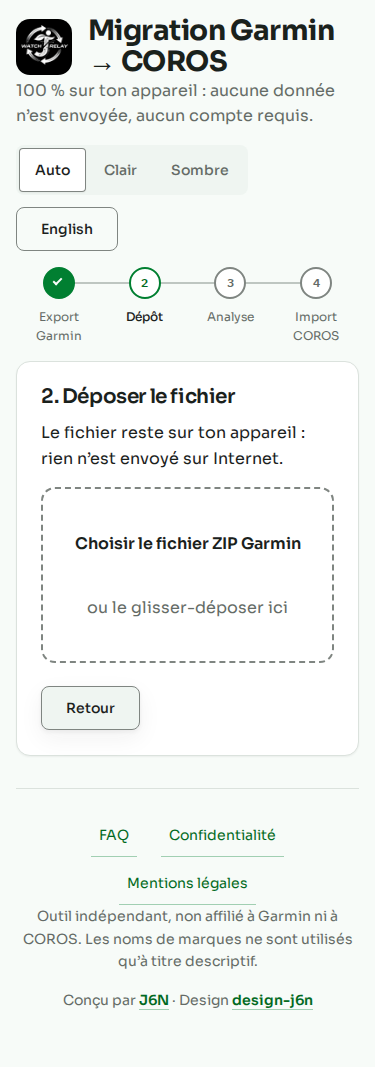 WATCH RELAY
Migration Garmin
→ COROS
100 % sur ton appareil : aucune donnée
n’est envoyée, aucun compte requis.
Auto
Clair
Sombre
English
2
3
4
Export
Garmin
Dépôt
Analyse
Import
COROS
2. Déposer le fichier
Le fichier reste sur ton appareil :
rien n’est envoyé sur Internet.
Choisir le fichier ZIP Garmin
ou le glisser-déposer ici
Retour
FAQ
Confidentialité
Mentions légales
Outil indépendant, non affilié à Garmin ni à
COROS. Les noms de marques ne sont utilisés
qu’à titre descriptif.
Conçu par J6N · Design design-j6n